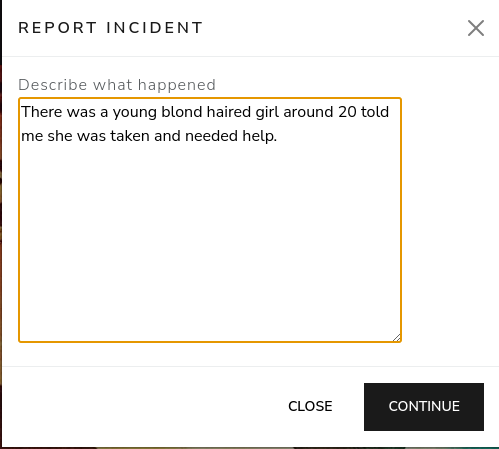 REPORT INCIDENT
Describe what happened
There was a young blond haired girl around 20 told
me she was taken and needed help.
CLOSE
CONTINUE